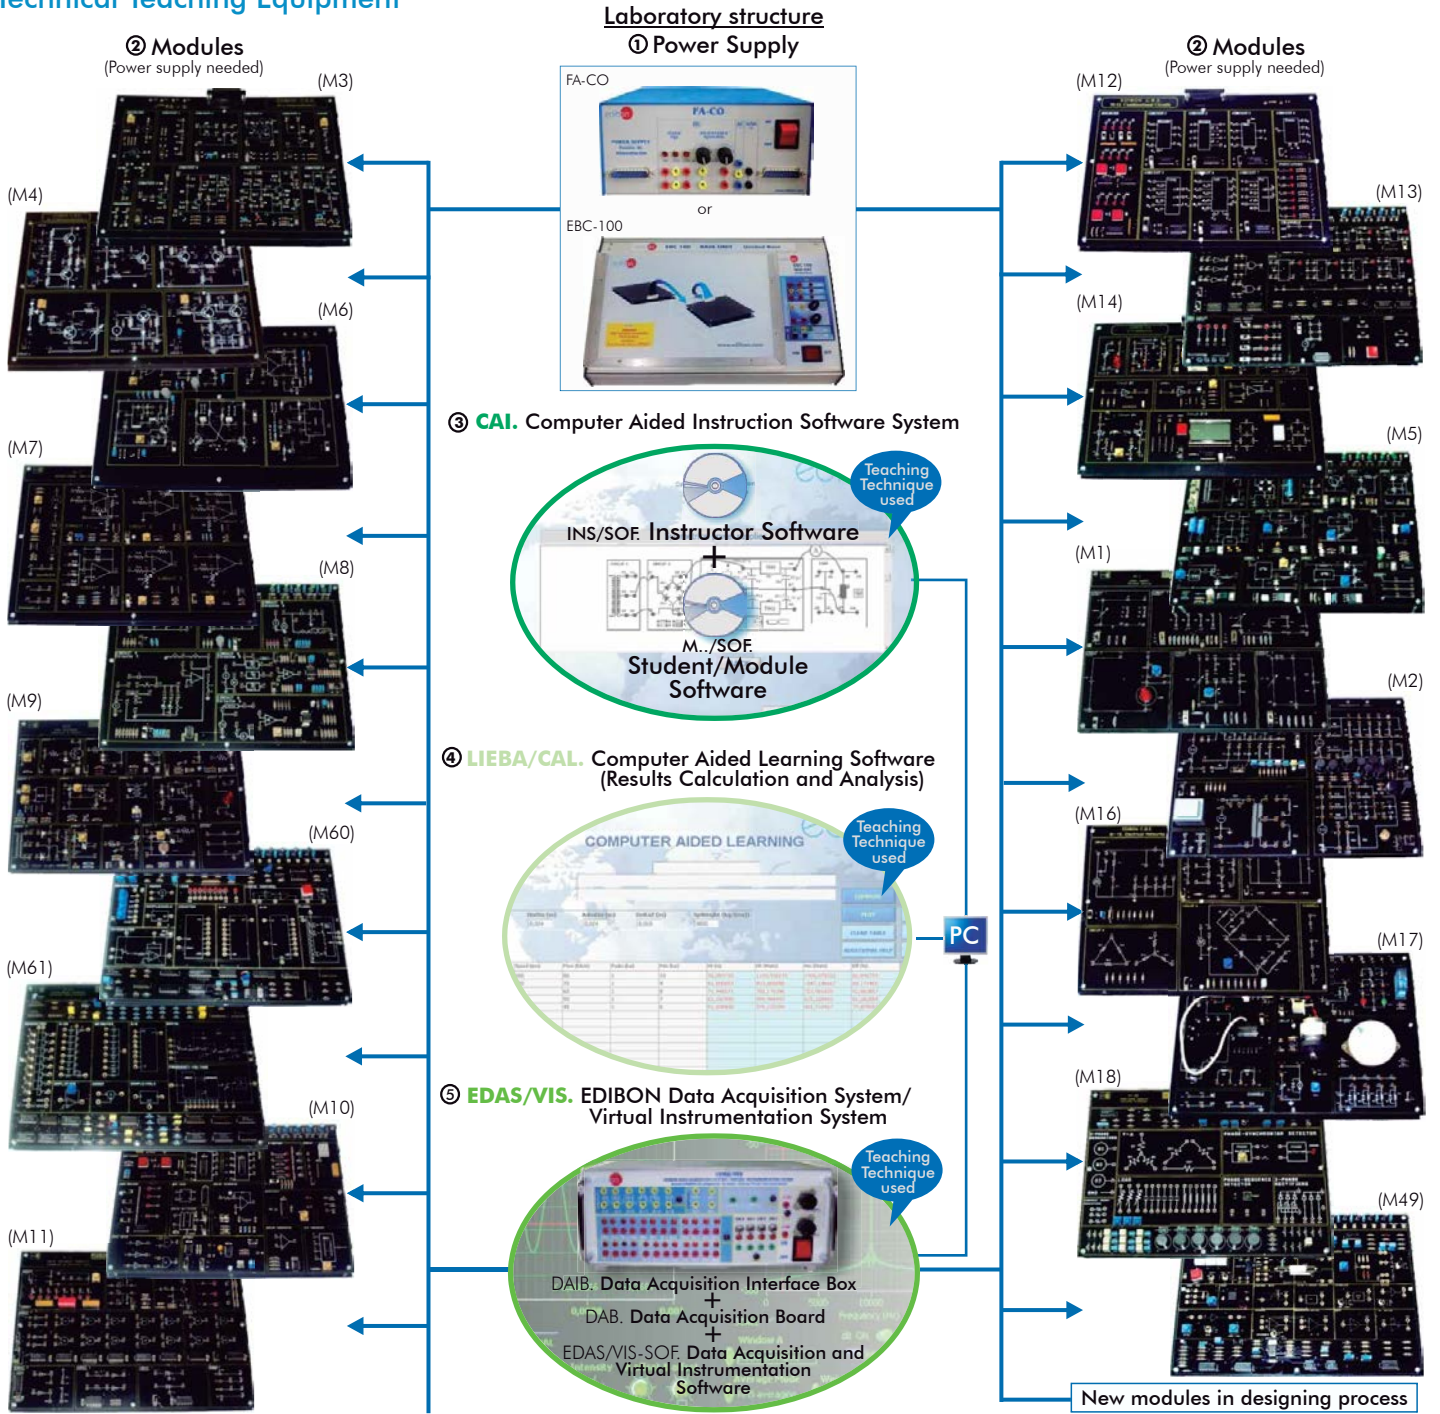 Technical Teaching Equipment
Laboratory structure
① Power Supply
FA-CO
FA-CO
POWER SUPPLY
or
EBC-100
② Modules
(Power supply needed)
(M3)
(M4)
(M6)
(M7)
(M8)
(M9)
(M60)
(M61)
(M10)
(M11)
③ CAI. Computer Aided Instruction Software System
Teaching
Technique
used
INS/SOF. Instructor Software
+
M../SOF.
Student/Module
Software
④ LIEBA/CAL. Computer Aided Learning Software
(Results Calculation and Analysis)
Teaching
Technique
used
COMPUTER AIDED LEARNING
PC
⑤ EDAS/VIS. EDIBON Data Acquisition System/
Virtual Instrumentation System
Teaching
Technique
used
DAIB. Data Acquisition Interface Box
+
DAB. Data Acquisition Board
+
EDAS/VIS-SOF. Data Acquisition and
Virtual Instrumentation
Software
② Modules
(Power supply needed)
(M12)
(M13)
(M14)
(M5)
(M1)
(M2)
(M16)
(M17)
(M18)
(M49)
New modules in designing process